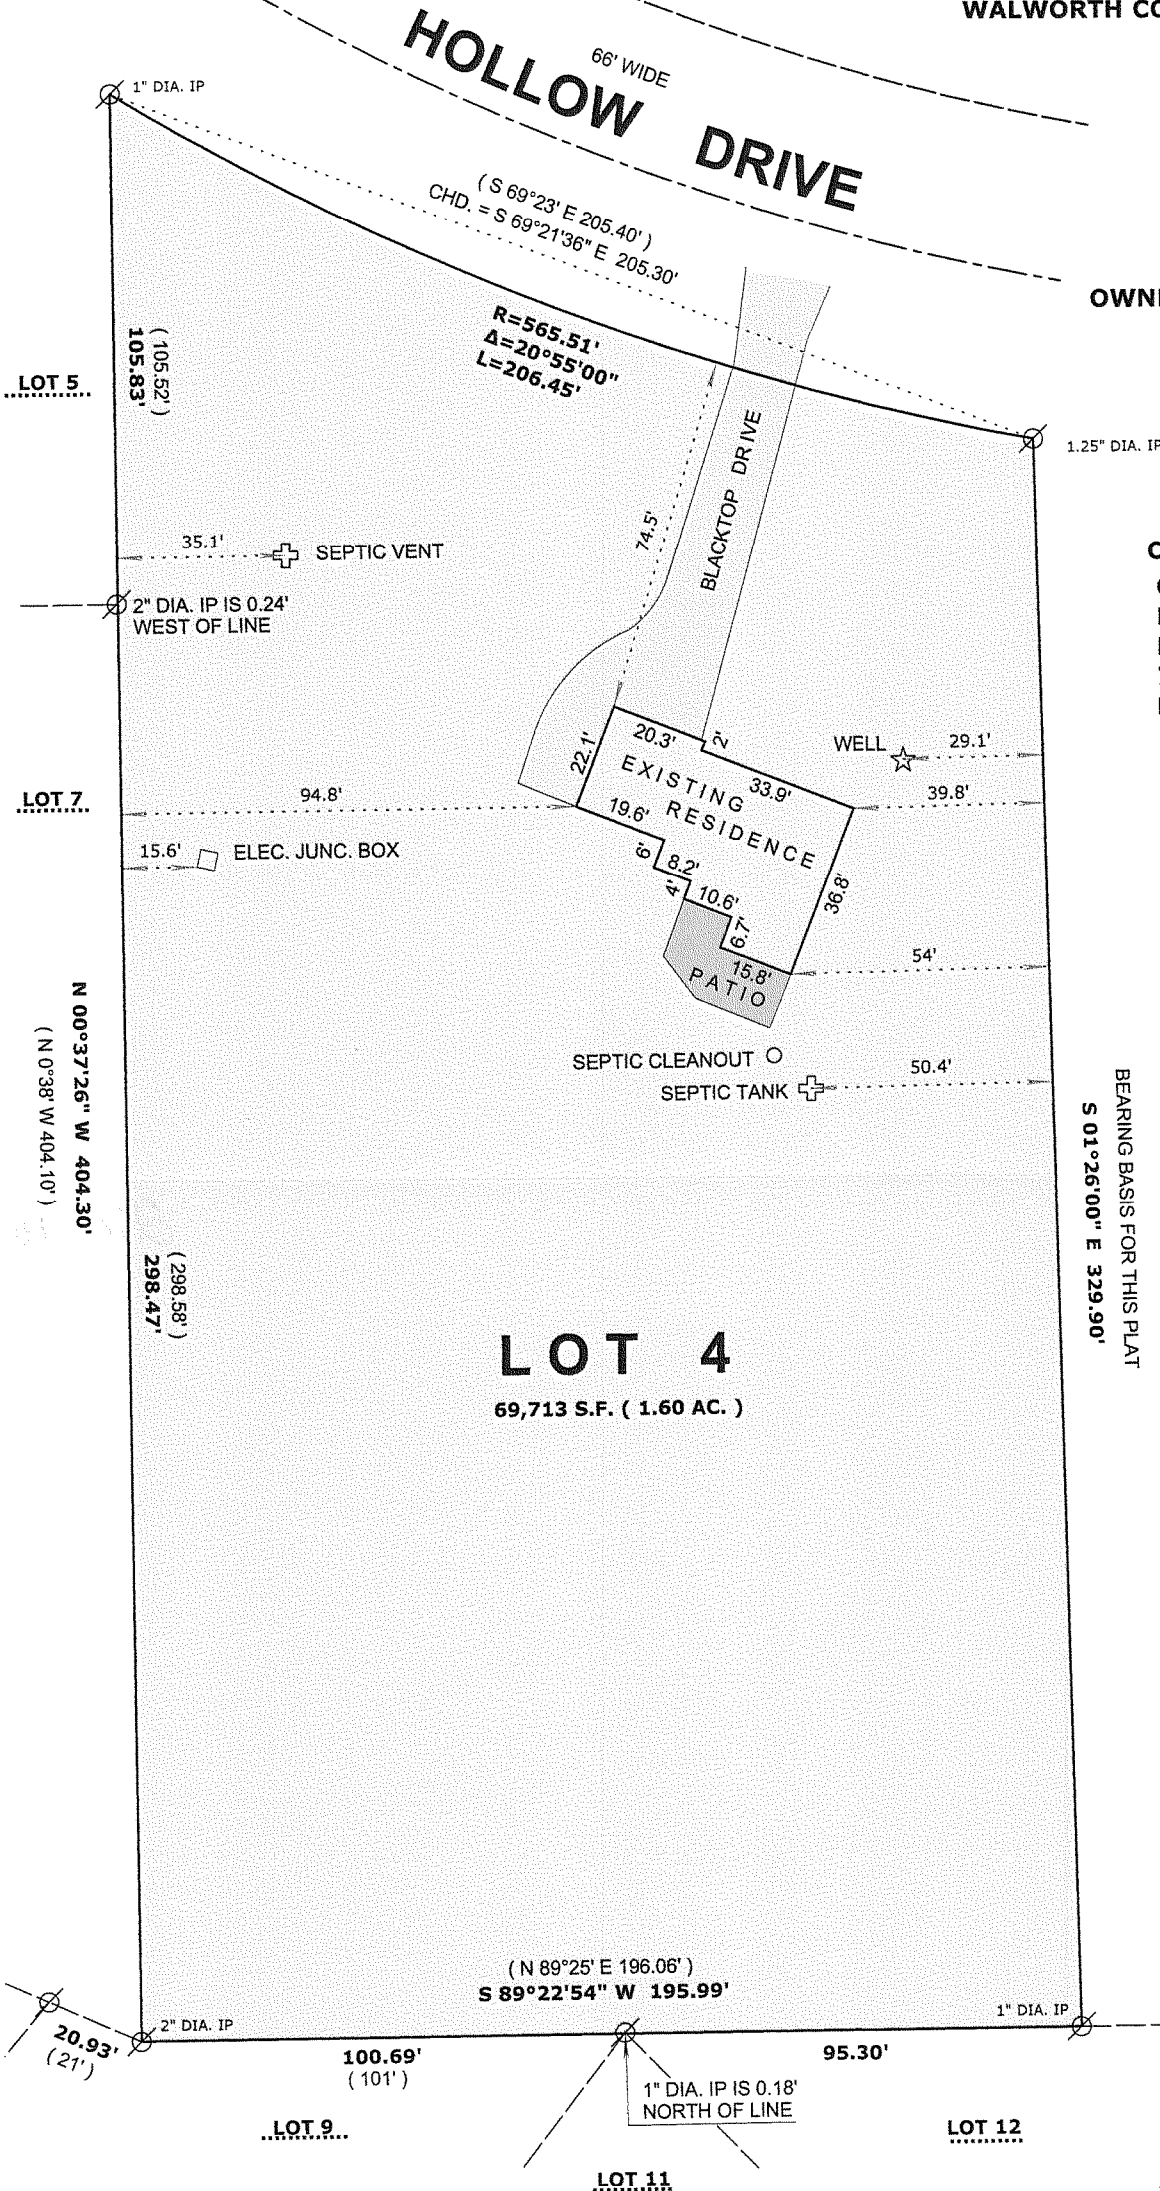 WALWORTH CO
66' WIDE
HOLLOW DRIVE
1" DIA. IP
( S 69°23' E 205.40' )
CHD. = S 69°21'36" E 205.30'
OWN
R=565.51'
Δ=20°55'00"
L=206.45'
( 105.52' )
105.83'
LOT 5
1.25" DIA. IP
BLACKTOP DRIVE
74.5'
35.1'
SEPTIC VENT
2" DIA. IP IS 0.24'
WEST OF LINE
20.3'
2'
22.1'
WELL
29.1'
EXISTING
RESIDENCE
33.9'
39.8'
LOT 7
94.8'
19.6'
15.6'
ELEC. JUNC. BOX
6'
8.2'
4'
10.6'
36.8'
6.7'
15.8'
PATIO
54'
SEPTIC CLEANOUT
SEPTIC TANK
50.4'
N 00°37'26" W 404.30'
( N 0°38' W 404.10' )
BEARING BASIS FOR THIS PLAT
S 01°26'00" E 329.90'
( 298.58' )
298.47'
LOT 4
69,713 S.F. ( 1.60 AC. )
( N 89°25' E 196.06' )
S 89°22'54" W 195.99'
1" DIA. IP
2" DIA. IP
20.93'
( 21' )
100.69'
( 101' )
95.30'
1" DIA. IP IS 0.18'
NORTH OF LINE
LOT 9
LOT 12
LOT 11